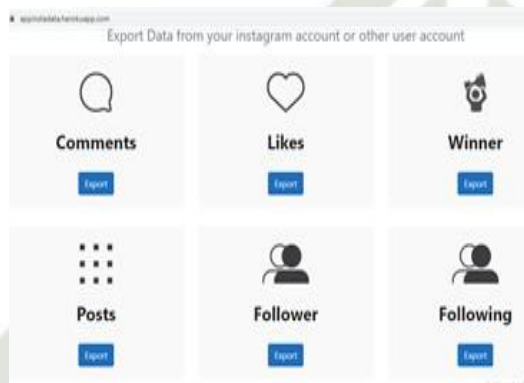 Export Data from your instagram account or other user account
Comments
Likes
Winner
Export
Export
Export
Posts
Follower
Following
Export
Export
Export